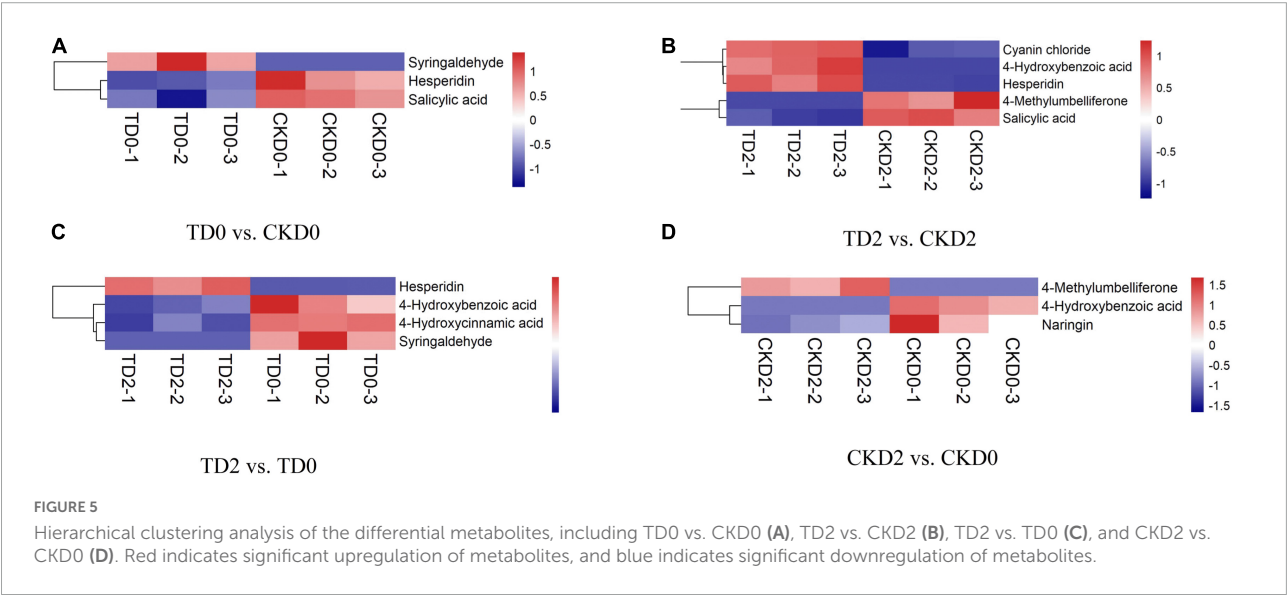 A
Syringaldehyde
Hesperidin
Salicylic acid
1
0.5
0
-0.5
-1
TD0-1
TD0-2
TD0-3
CKD0-1
CKD0-2
CKD0-3
TD0 vs. CKD0
B
Cyanin chloride
4-Hydroxybenzoic acid
Hesperidin
4-Methylumbelliferone
Salicylic acid
1
0.5
0
-0.5
-1
TD2-1
TD2-2
TD2-3
CKD2-1
CKD2-2
CKD2-3
TD2 vs. CKD2
C
Hesperidin
4-Hydroxybenzoic acid
4-Hydroxycinnamic acid
Syringaldehyde
TD2-1
TD2-2
TD2-3
TD0-1
TD0-2
TD0-3
TD2 vs. TD0
D
4-Methylumbelliferone
4-Hydroxybenzoic acid
Naringin
1.5
1
0.5
0
-0.5
-1
-1.5
CKD2-1
CKD2-2
CKD2-3
CKD0-1
CKD0-2
CKD0-3
CKD2 vs. CKD0
FIGURE 5
Hierarchical clustering analysis of the differential metabolites, including TD0 vs. CKD0 (A), TD2 vs. CKD2 (B), TD2 vs. TD0 (C), and CKD2 vs.
CKD0 (D). Red indicates significant upregulation of metabolites, and blue indicates significant downregulation of metabolites.